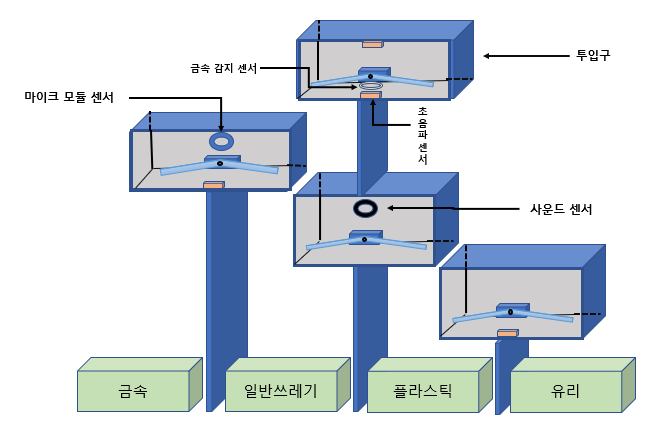 투입구
금속 감지 센서
마이크 모듈 센서
초
음
파
센
서
사운드 센서
금속
일반쓰레기
플라스틱
유리